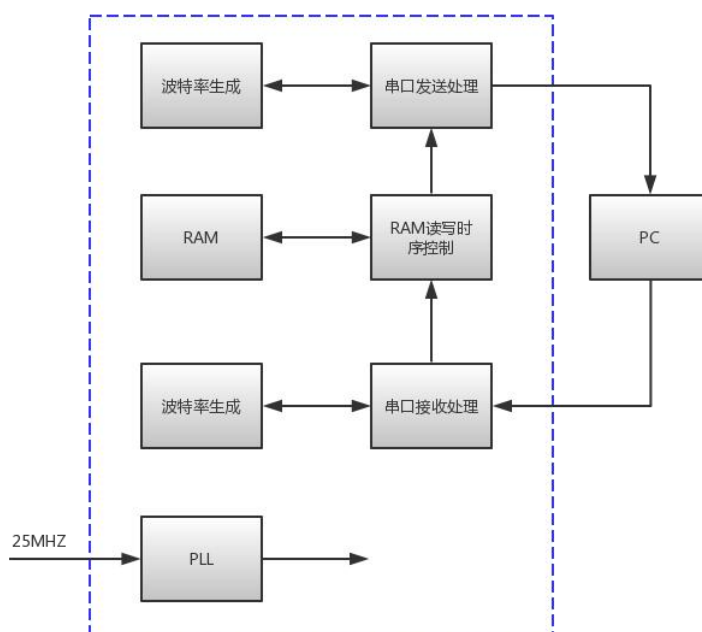 波特率生成
串口发送处理
RAM
RAM读写时
序控制
PC
波特率生成
串口接收处理
25MHZ
PLL